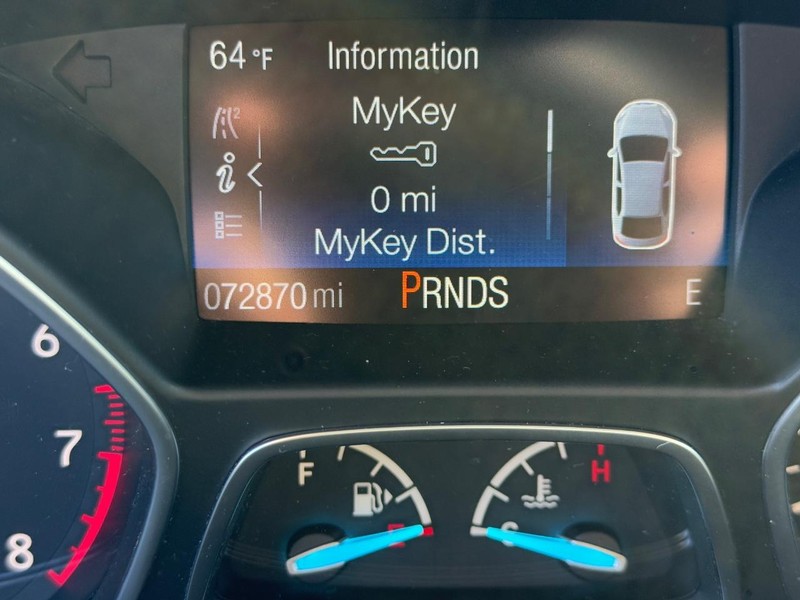 64°F Information
MyKey
0 mi
MyKey Dist.
072870 mi PRNDS E
6
7
8
F
E
H
C